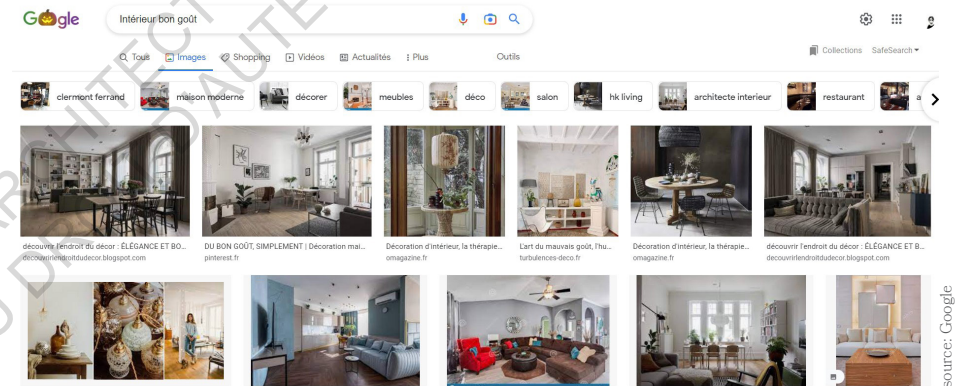 Google
Intérieur bon goût
Tous Images Shopping Vidéos Actualités Plus Outils
Collections SafeSearch
clermont ferrand maison moderne décorer meubles déco salon hk living architecte interieur restaurant a
découvrir l'endroit du décor : ÉLÉGANCE ET BO...
decouvrirlendroitdudecor.blogspot.com
DU BON GOÛT, SIMPLEMENT | Décoration mai...
pinterest.fr
Décoration d'intérieur, la thérapie...
omagazine.fr
L'art du mauvais goût, l'hu...
turbulences-deco.fr
Décoration d'intérieur, la thérapie...
omagazine.fr
découvrir l'endroit du décor : ÉLÉGANCE ET B...
decouvrirlendroitdudecor.blogspot.com
source: Google